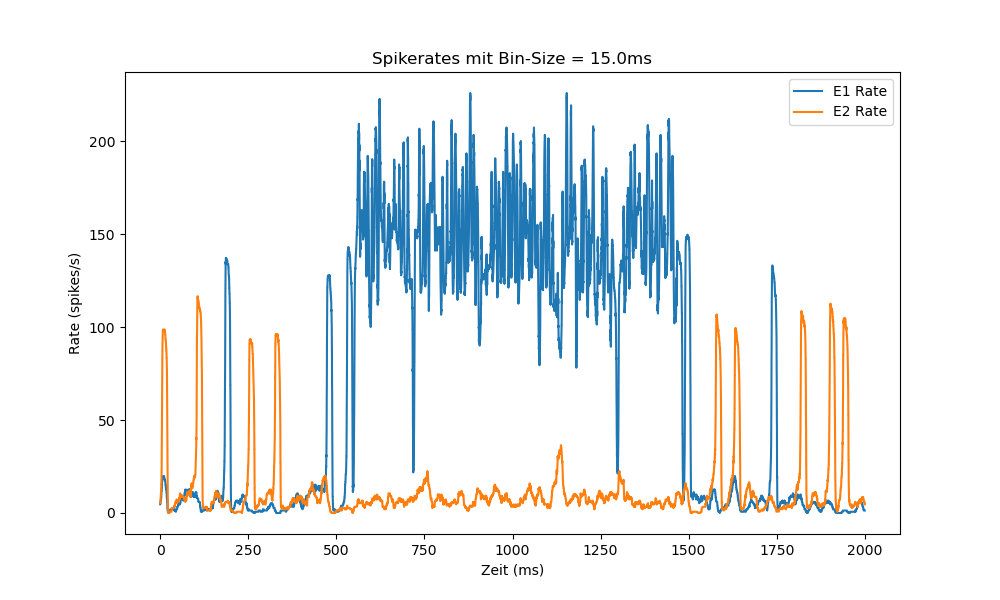 Spikerates mit Bin-Size = 15.0ms
E1 Rate
E2 Rate
Rate (spikes/s)
200
150
100
50
0
0 250 500 750 1000 1250 1500 1750 2000
Zeit (ms)